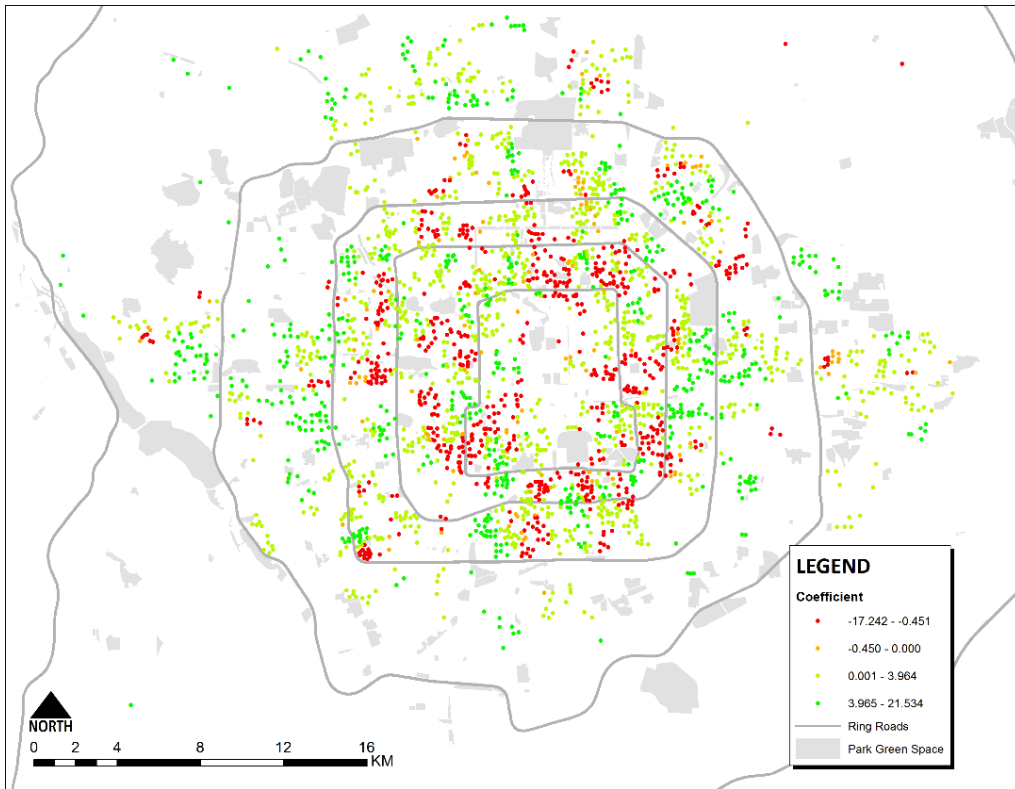 LEGEND
Coefficient
-17.242 - -0.451
-0.450 - 0.000
0.001 - 3.964
3.965 - 21.534
Ring Roads
Park Green Space
NORTH
0 2 4 8 12 16
KM